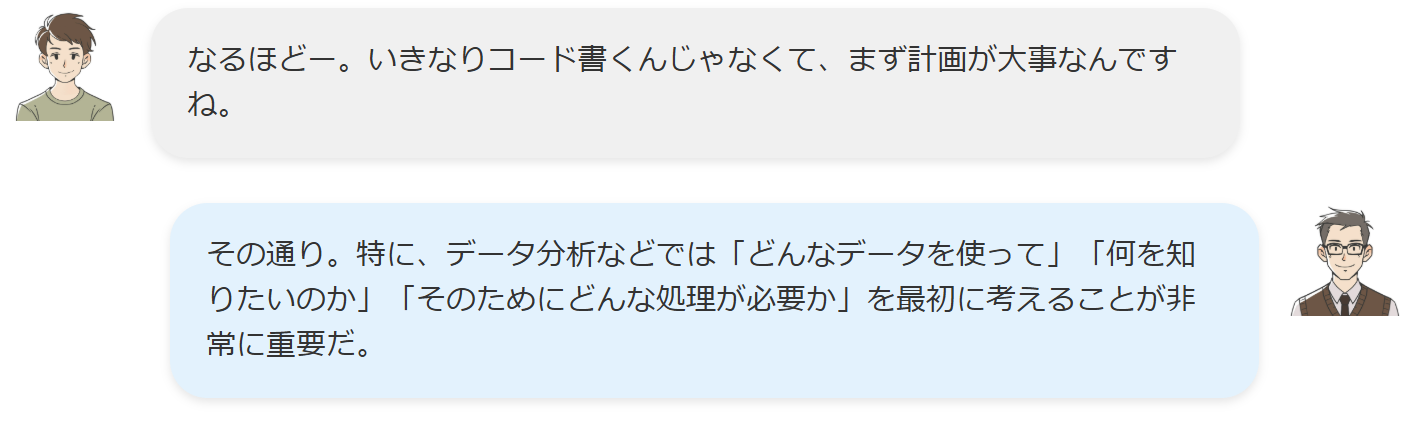 なるほどー。いきなりコード書くんじゃなくて、まず計画が大事なんです
ね。
その通り。特に、データ分析などでは「どんなデータを使って」「何を知
りたいのか」「そのためにどんな処理が必要か」を最初に考えることが非
常に重要だ。